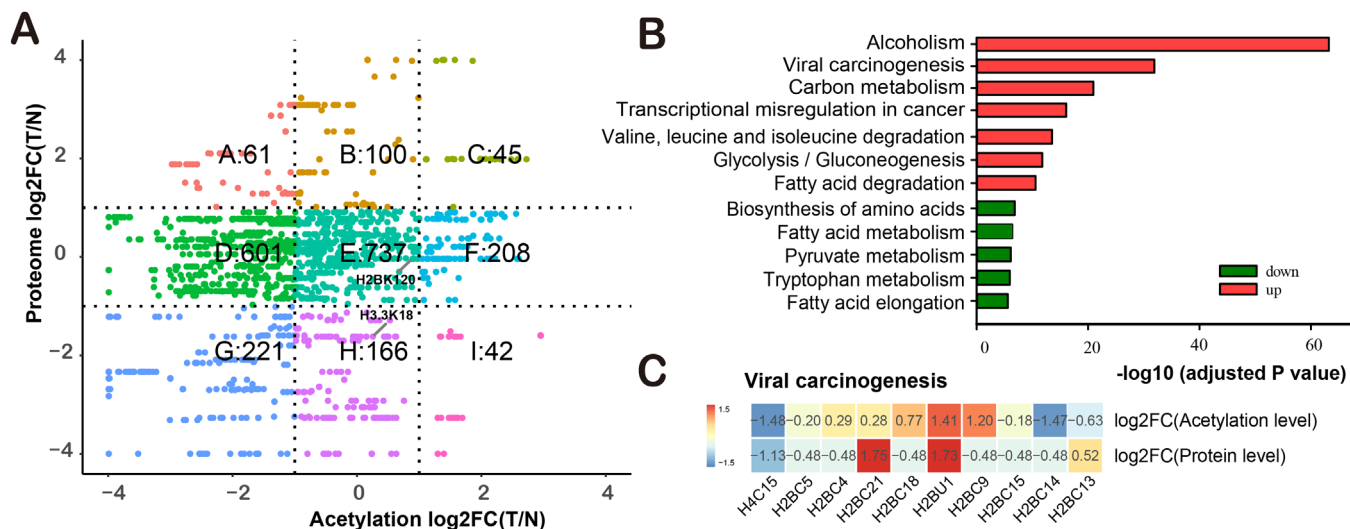 A
Proteome log2FC(T/N)
4
2
0
−2
−4
A:61
B:100
C:45
D:601
E:737
F:208
H2BK120
H3.3K18
G:221
H:166
I:42
−4
−2
0
2
4
Acetylation log2FC(T/N)
B
Alcoholism
Viral carcinogenesis
Carbon metabolism
Transcriptional misregulation in cancer
Valine, leucine and isoleucine degradation
Glycolysis / Gluconeogenesis
Fatty acid degradation
Biosynthesis of amino acids
Fatty acid metabolism
Pyruvate metabolism
Tryptophan metabolism
Fatty acid elongation
down
up
0
20
40
60
-log10 (adjusted P value)
C
Viral carcinogenesis
1.5
−1.5
−1.48 −0.20 0.29 0.28 0.77 1.41 1.20 −0.18 −1.47 −0.63
log2FC(Acetylation level)
−1.13 −0.48 −0.48 1.75 −0.48 1.73 −0.48 −0.48 −0.48 0.52
log2FC(Protein level)
H4C15
H2BC5
H2BC4
H2BC21
H2BC18
H2BU1
H2BC9
H2BC15
H2BC14
H2BC13